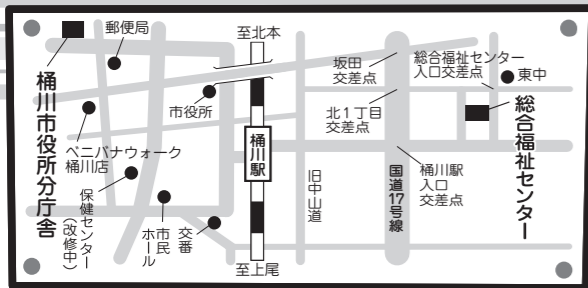 郵便局
至北本
坂田
交差点
総合福祉センター
入口交差点
東中
桶川市役所分庁舎
市役所
北1丁目
交差点
総合福祉センター
ベニバナウォーク
桶川店
桶川駅
旧中山道
国道17号線
桶川駅
入口
交差点
保健センター
(改修中)
市民
ホール
交番
至上尾